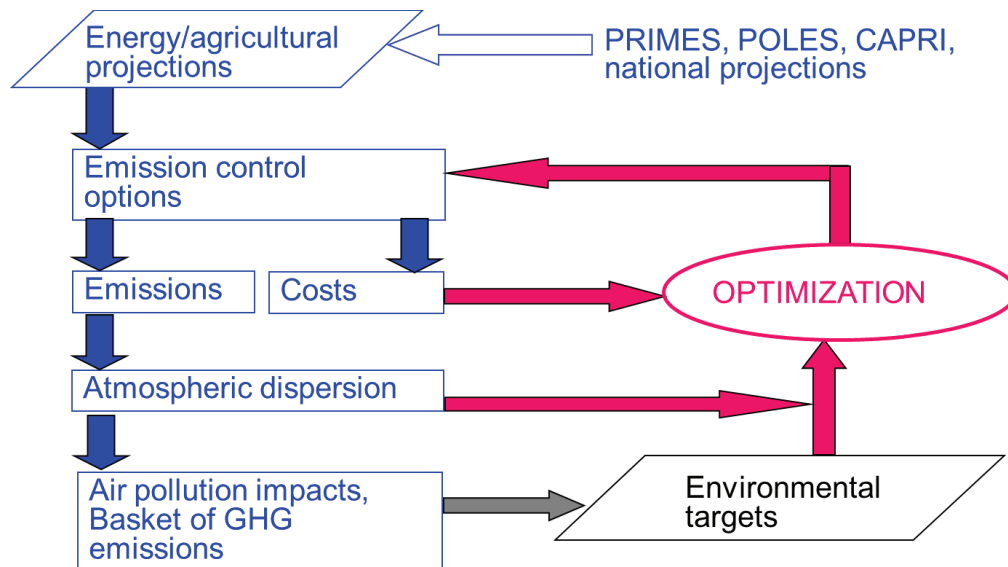 Energy/agricultural
projections
PRIMES, POLES, CAPRI,
national projections
Emission control
options
Emissions
Costs
OPTIMIZATION
Atmospheric dispersion
Air pollution impacts,
Basket of GHG
emissions
Environmental
targets